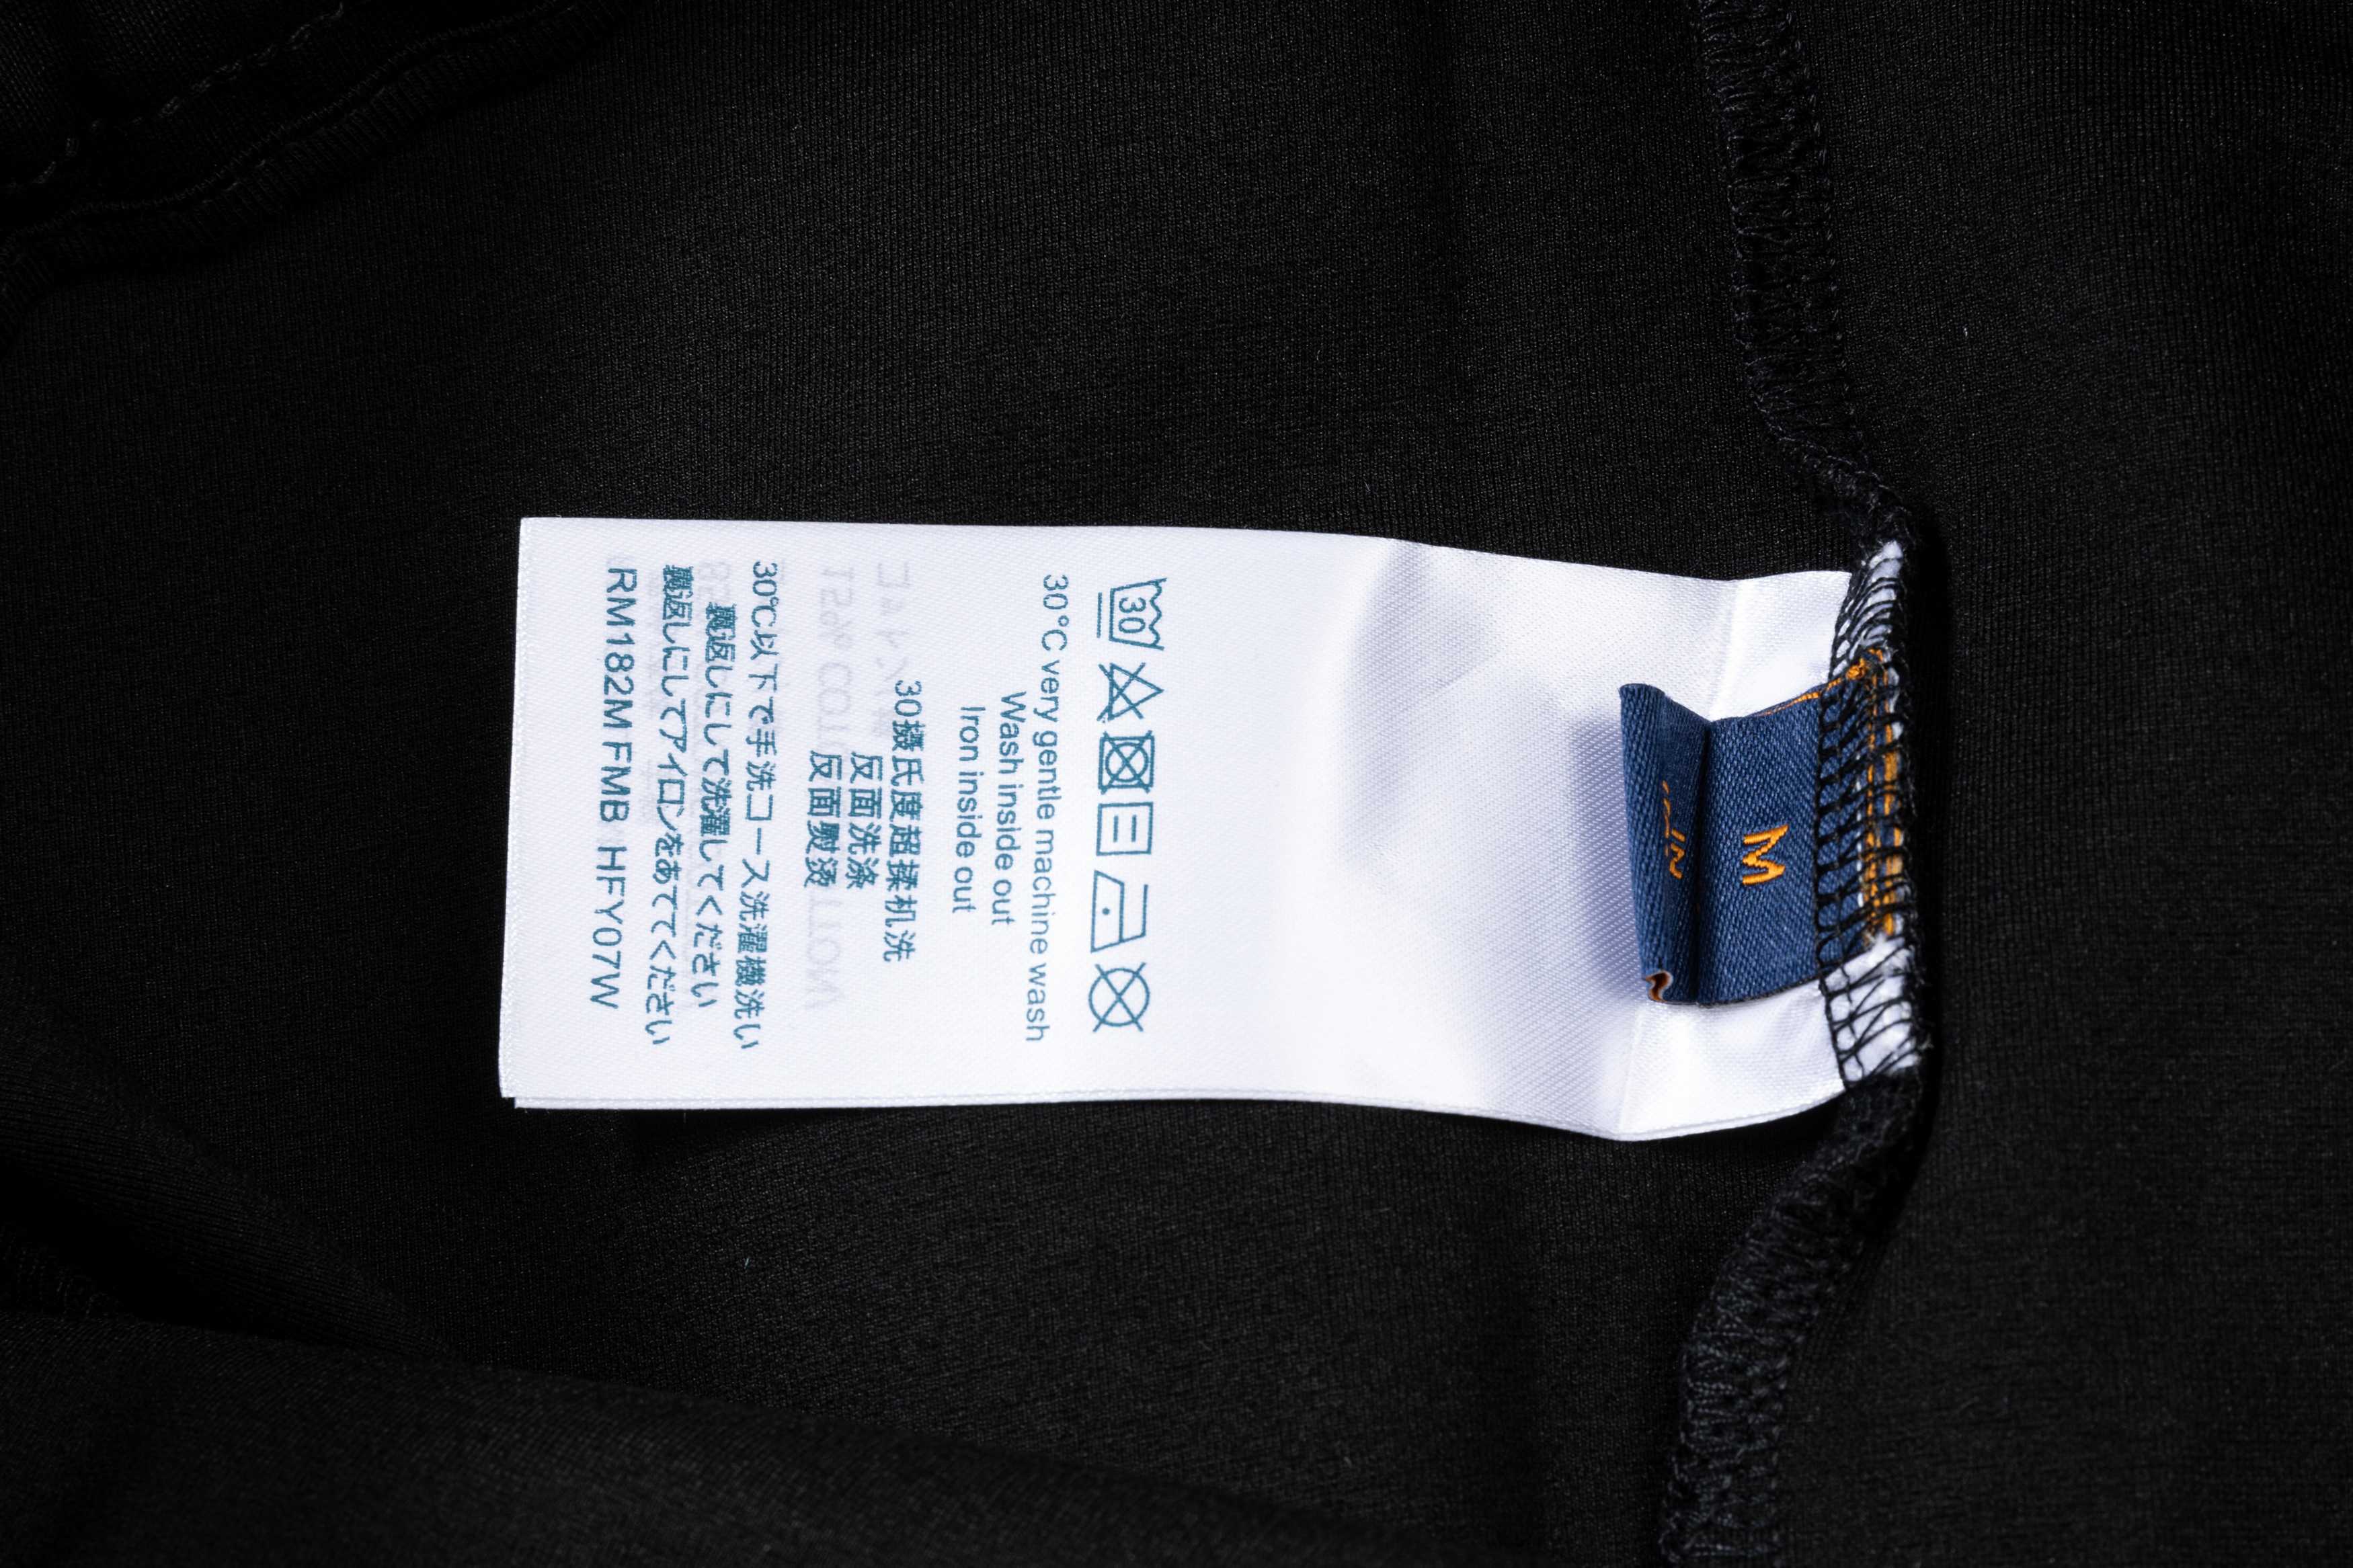 30
30°C very gentle machine wash
Wash inside out
Iron inside out
30摄氏度超揉机洗
反面洗涤
反面熨烫
30℃以下で手洗コース洗濯機洗い
裏返しにして洗濯してください
裏返しにしてアイロンをあててください
RM182M FMB HFY07W
M